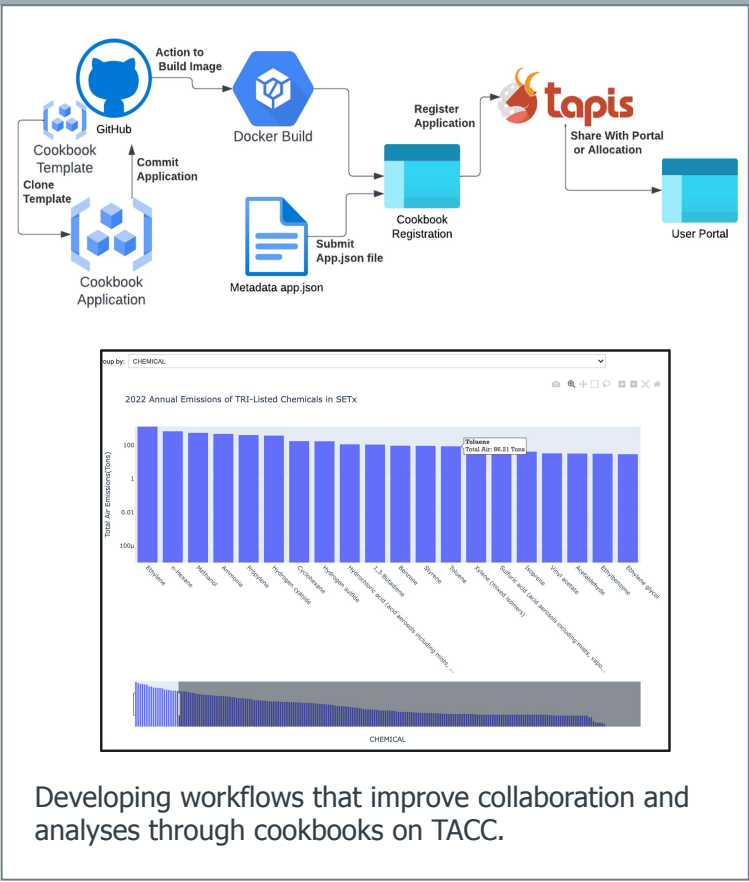 Action to
Build Image
GitHub
Docker Build
Cookbook
Template
Clone
Template
Commit
Application
Cookbook
Application
Metadata app.json
Submit
App.json file
Register
Application
Cookbook
Registration
tapis
Share With Portal
or Allocation
User Portal
oup by:
CHEMICAL
2022 Annual Emissions of TRI-Listed Chemicals in SETx
Total Air Emissions(Tons)
100
1
0.01
100μ
Toluene
Total Air: 86.21 Tons
Ethylene
n-Hexane
Methanol
Ammonia
Propylene
Hydrogen cyanide
Cyclohexane
Hydrogen sulfide
Hydrochloric acid (acid aerosols including mists, ...
1,3-Butadiene
Benzene
Styrene
Toluene
Xylene (mixed isomers)
Sulfuric acid (acid aerosols including mists, vapo...
Isoprene
Vinyl acetate
Acetaldehyde
Ethylbenzene
Ethylene glycol
CHEMICAL
Developing workflows that improve collaboration and
analyses through cookbooks on TACC.